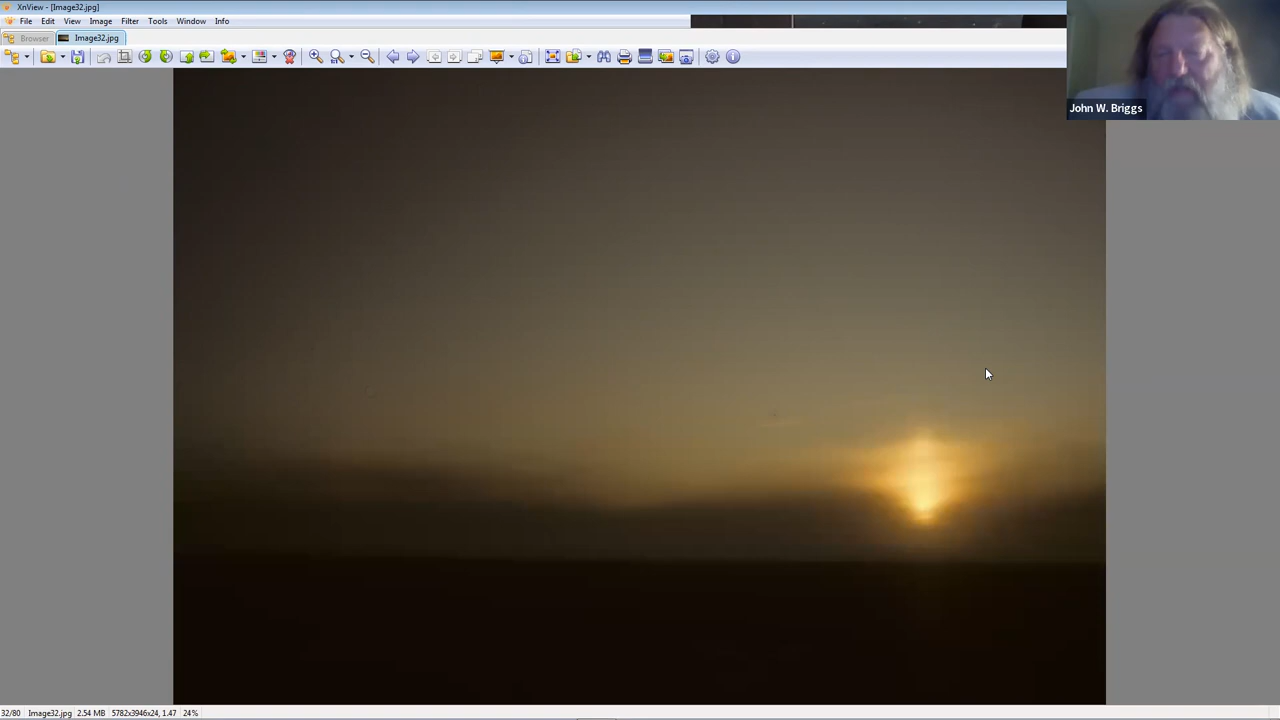 XnView - [Image32.jpg]
File Edit View Image Filter Tools Window Info
Browser Image32.jpg
John W. Briggs
32/80 Image32.jpg 2.54 MB 5782x3946x24, 1.47 24%